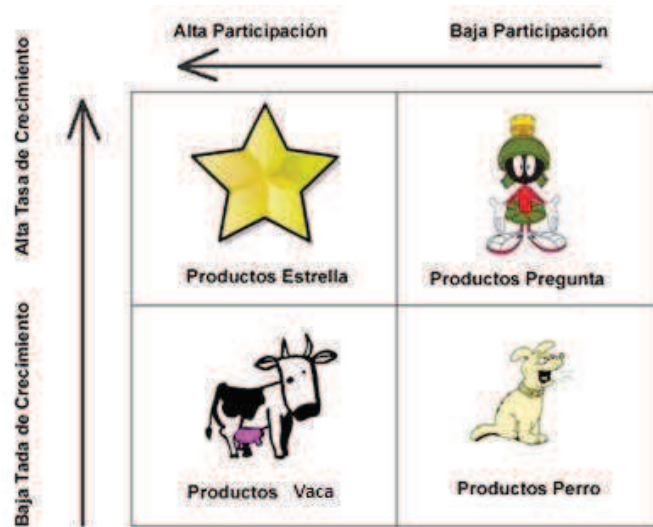 Alta Participación
Baja Participación
Alta Tasa de Crecimiento
Productos Estrella
Productos Pregunta
Baja Tada de Crecimiento
Productos Vaca
Productos Perro